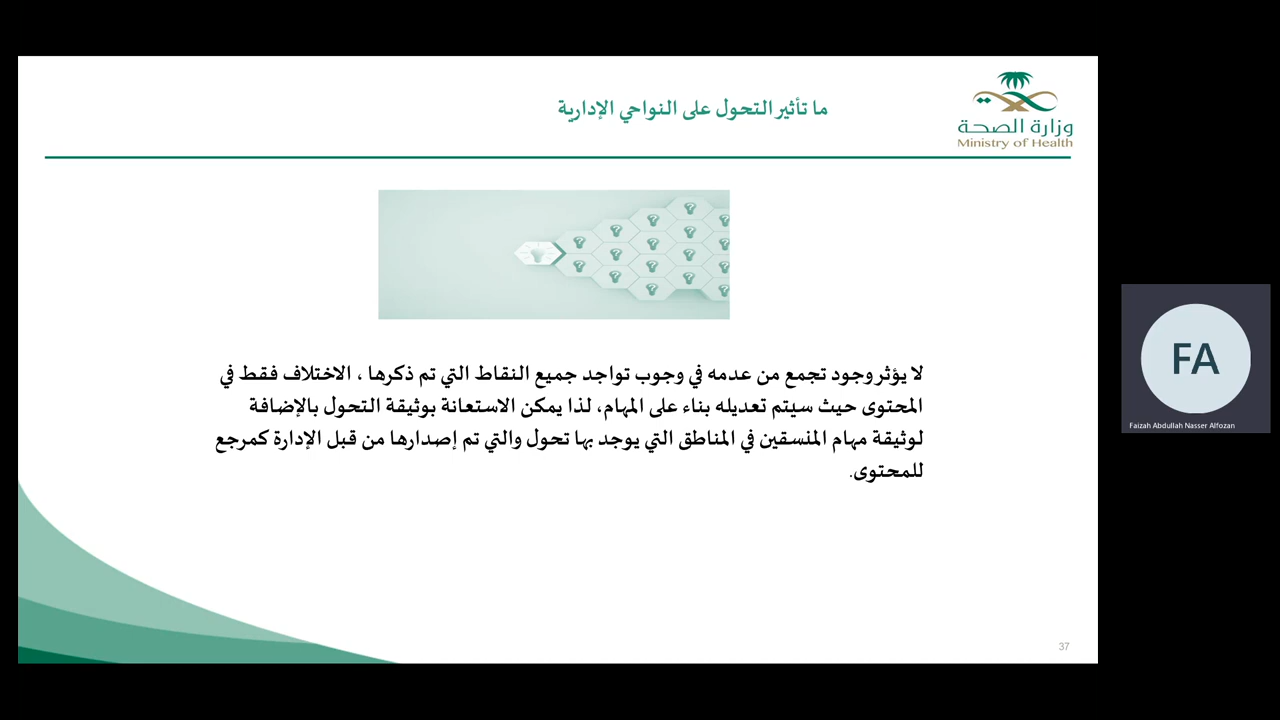 ما تأثير التحول على النواحي الإدارية
وزارة الصحة
Ministry of Health
لا يؤثر وجود تجمع من عدمه في وجوب تواجد جميع النقاط التي تم ذكرها ، الاختلاف فقط في
المحتوى حيث سيتم تعديله بناء على المهام، لذا يمكن الاستعانة بوثيقة التحول بالإضافة
لوثيقة مهام المنسقين في المناطق التي يوجد بها تحول والتي تم إصدارها من قبل الإدارة كمرجع
للمحتوى.
37
FA
Faizah Abdullah Nasser Alfozan